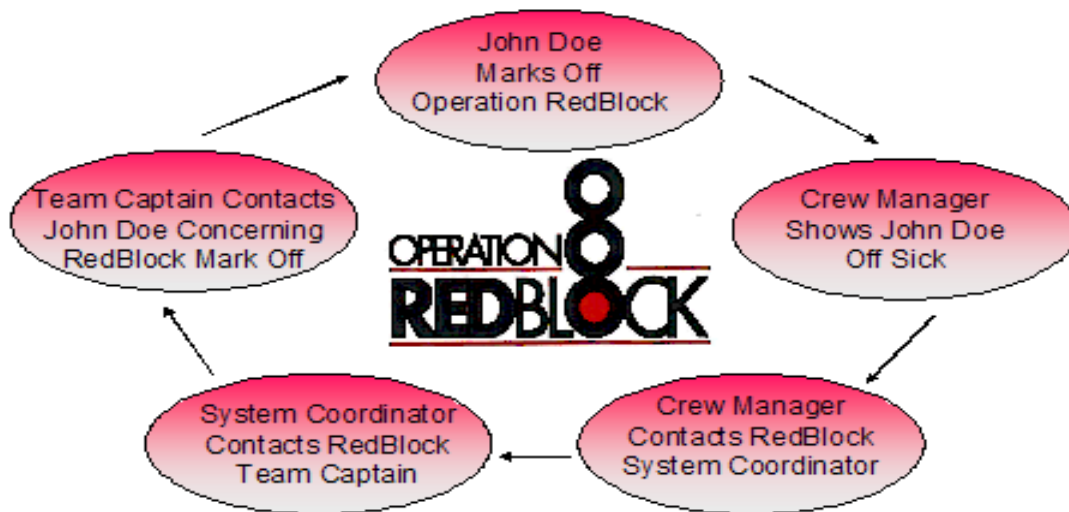 John Doe
Marks Off
Operation RedBlock
Team Captain Contacts
John Doe Concerning
RedBlock Mark Off
Crew Manager
Shows John Doe
Off Sick
OPERATION
REDBLOCK
System Coordinator
Contacts RedBlock
Team Captain
Crew Manager
Contacts RedBlock
System Coordinator